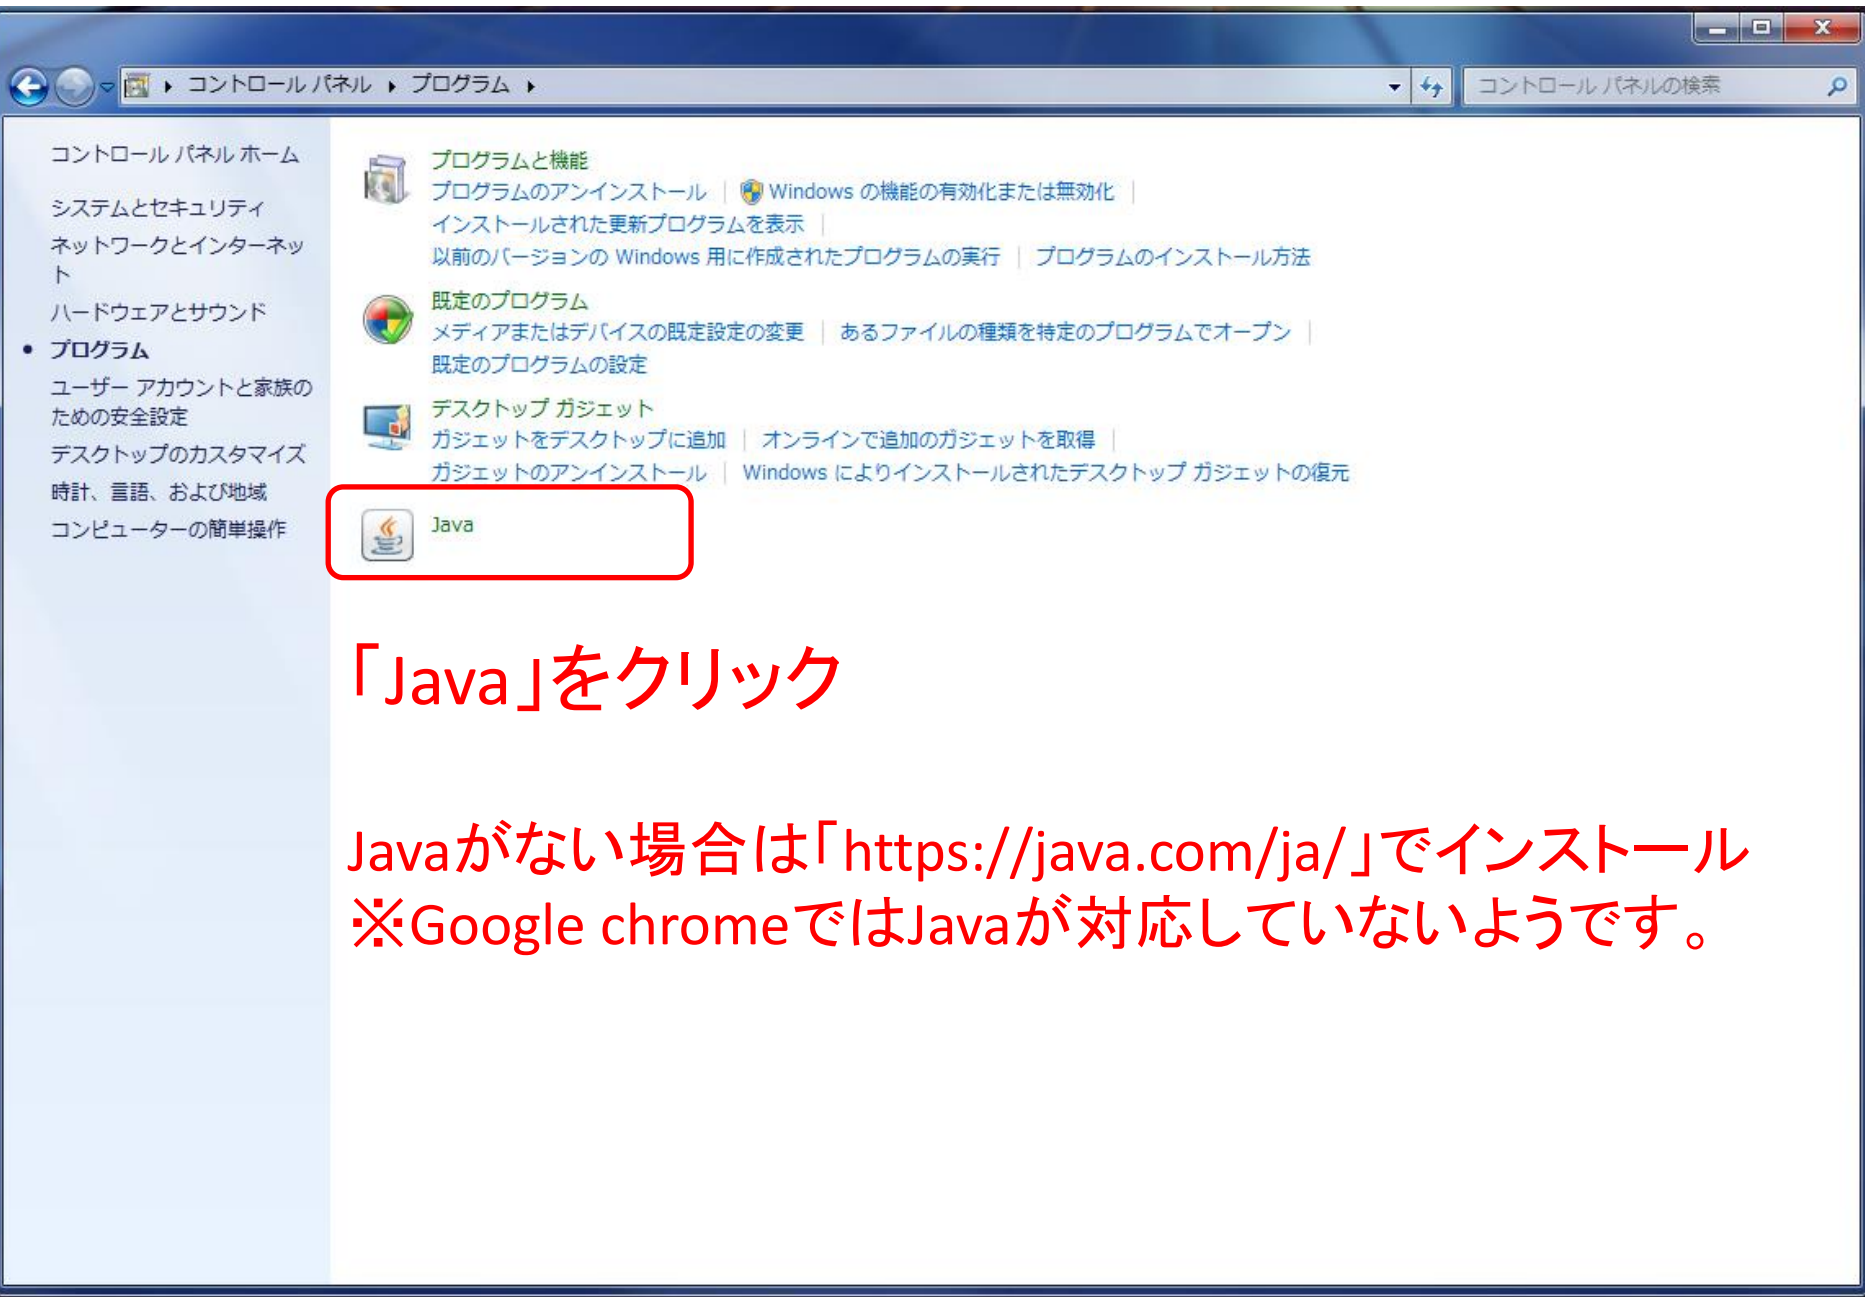 コントロール パネル
プログラム
コントロール パネルの検索
コントロール パネル ホーム
システムとセキュリティ
ネットワークとインターネッ
ト
ハードウェアとサウンド
プログラム
ユーザー アカウントと家族の
ための安全設定
デスクトップのカスタマイズ
時計、言語、および地域
コンピューターの簡単操作
プログラムと機能
プログラムのアンインストール | Windows の機能の有効化または無効化 |
インストールされた更新プログラムを表示 |
以前のバージョンの Windows 用に作成されたプログラムの実行 | プログラムのインストール方法
既定のプログラム
メディアまたはデバイスの既定設定の変更 | あるファイルの種類を特定のプログラムでオープン |
既定のプログラムの設定
デスクトップ ガジェット
ガジェットをデスクトップに追加 | オンラインで追加のガジェットを取得 |
ガジェットのアンインストール | Windows によりインストールされたデスクトップ ガジェットの復元
Java
「Java」をクリック
Javaがない場合は「https://java.com/ja/」でインストール
※Google chromeではJavaが対応していないようです。